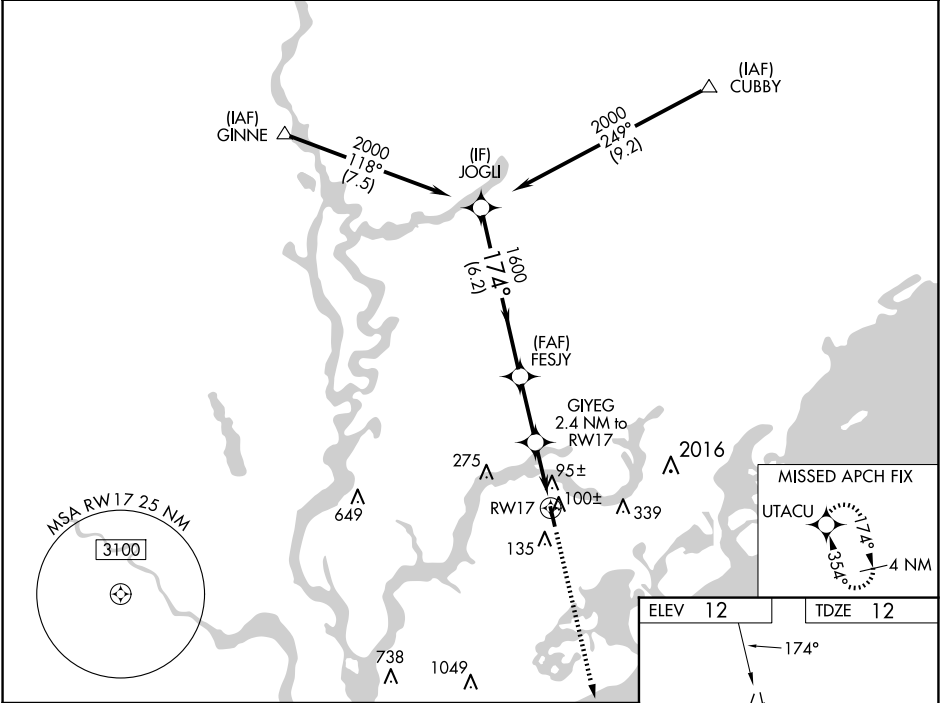 (IAF)
CUBBY
(IAF)
GINNE
2000
118°
(7.5)
2000
249°
(9.2)
(IF)
JOGLI
1600
174°
(6.2)
(FAF)
FESJY
GIYEG
2.4 NM to
RW17
2016
275
95±
100±
RW17
339
649
135
MSA RW17 25 NM
3100
MISSED APCH FIX
UTACU
174°
354°
4 NM
738
1049
ELEV 12
TDZE 12
174°